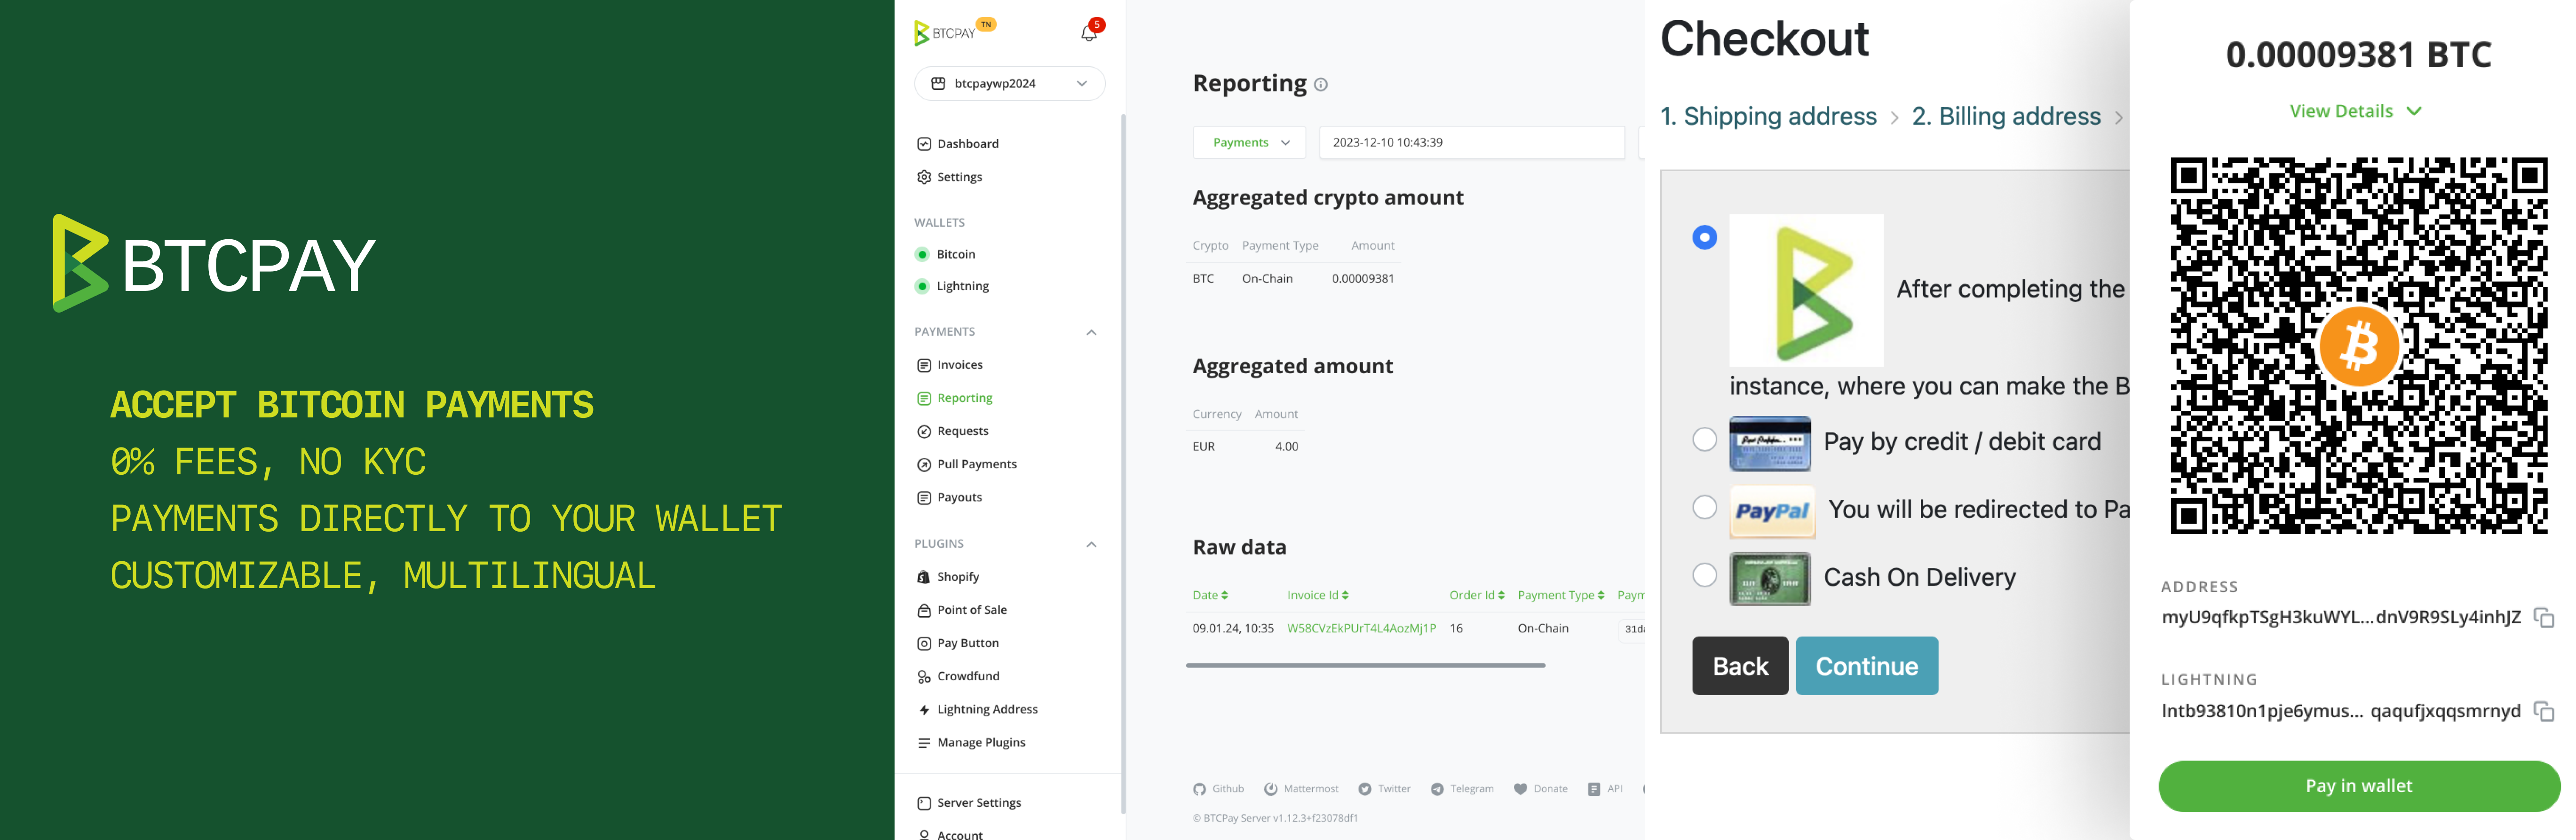 BTCPAY
ACCEPT BITCOIN PAYMENTS
0% FEES, NO KYC
PAYMENTS DIRECTLY TO YOUR WALLET
CUSTOMIZABLE, MULTILINGUAL
BTCPAY TN
5
btcpaywp2024
Dashboard
Settings
WALLETS
Bitcoin
Lightning
PAYMENTS
Invoices
Reporting
Requests
Pull Payments
Payouts
PLUGINS
Shopify
Point of Sale
Pay Button
Crowdfund
Lightning Address
Manage Plugins
Server Settings
Account
Reporting
Payments 2023-12-10 10:43:39
Aggregated crypto amount
Crypto Payment Type Amount
BTC On-Chain 0.00009381
Aggregated amount
Currency Amount
EUR 4.00
Raw data
Date Invoice Id Order Id Payment Type Paym
09.01.24, 10:35 W58CVzEkPUrT4L4AozMj1P 16 On-Chain
Github Mattermost Twitter Telegram Donate API
© BTCPay Server v1.12.3+f23078df1
Checkout
1. Shipping address > 2. Billing address >
After completing the
instance, where you can make the B
Pay by credit / debit card
PayPal You will be redirected to Pa
Cash On Delivery
Back Continue
0.00009381 BTC
View Details
ADDRESS
myU9qfkpTSgH3kuWYL...dnV9R9SLy4inhJZ
LIGHTNING
lntb93810n1pje6ymus... qaqufjxqqsmrnyd
Pay in wallet